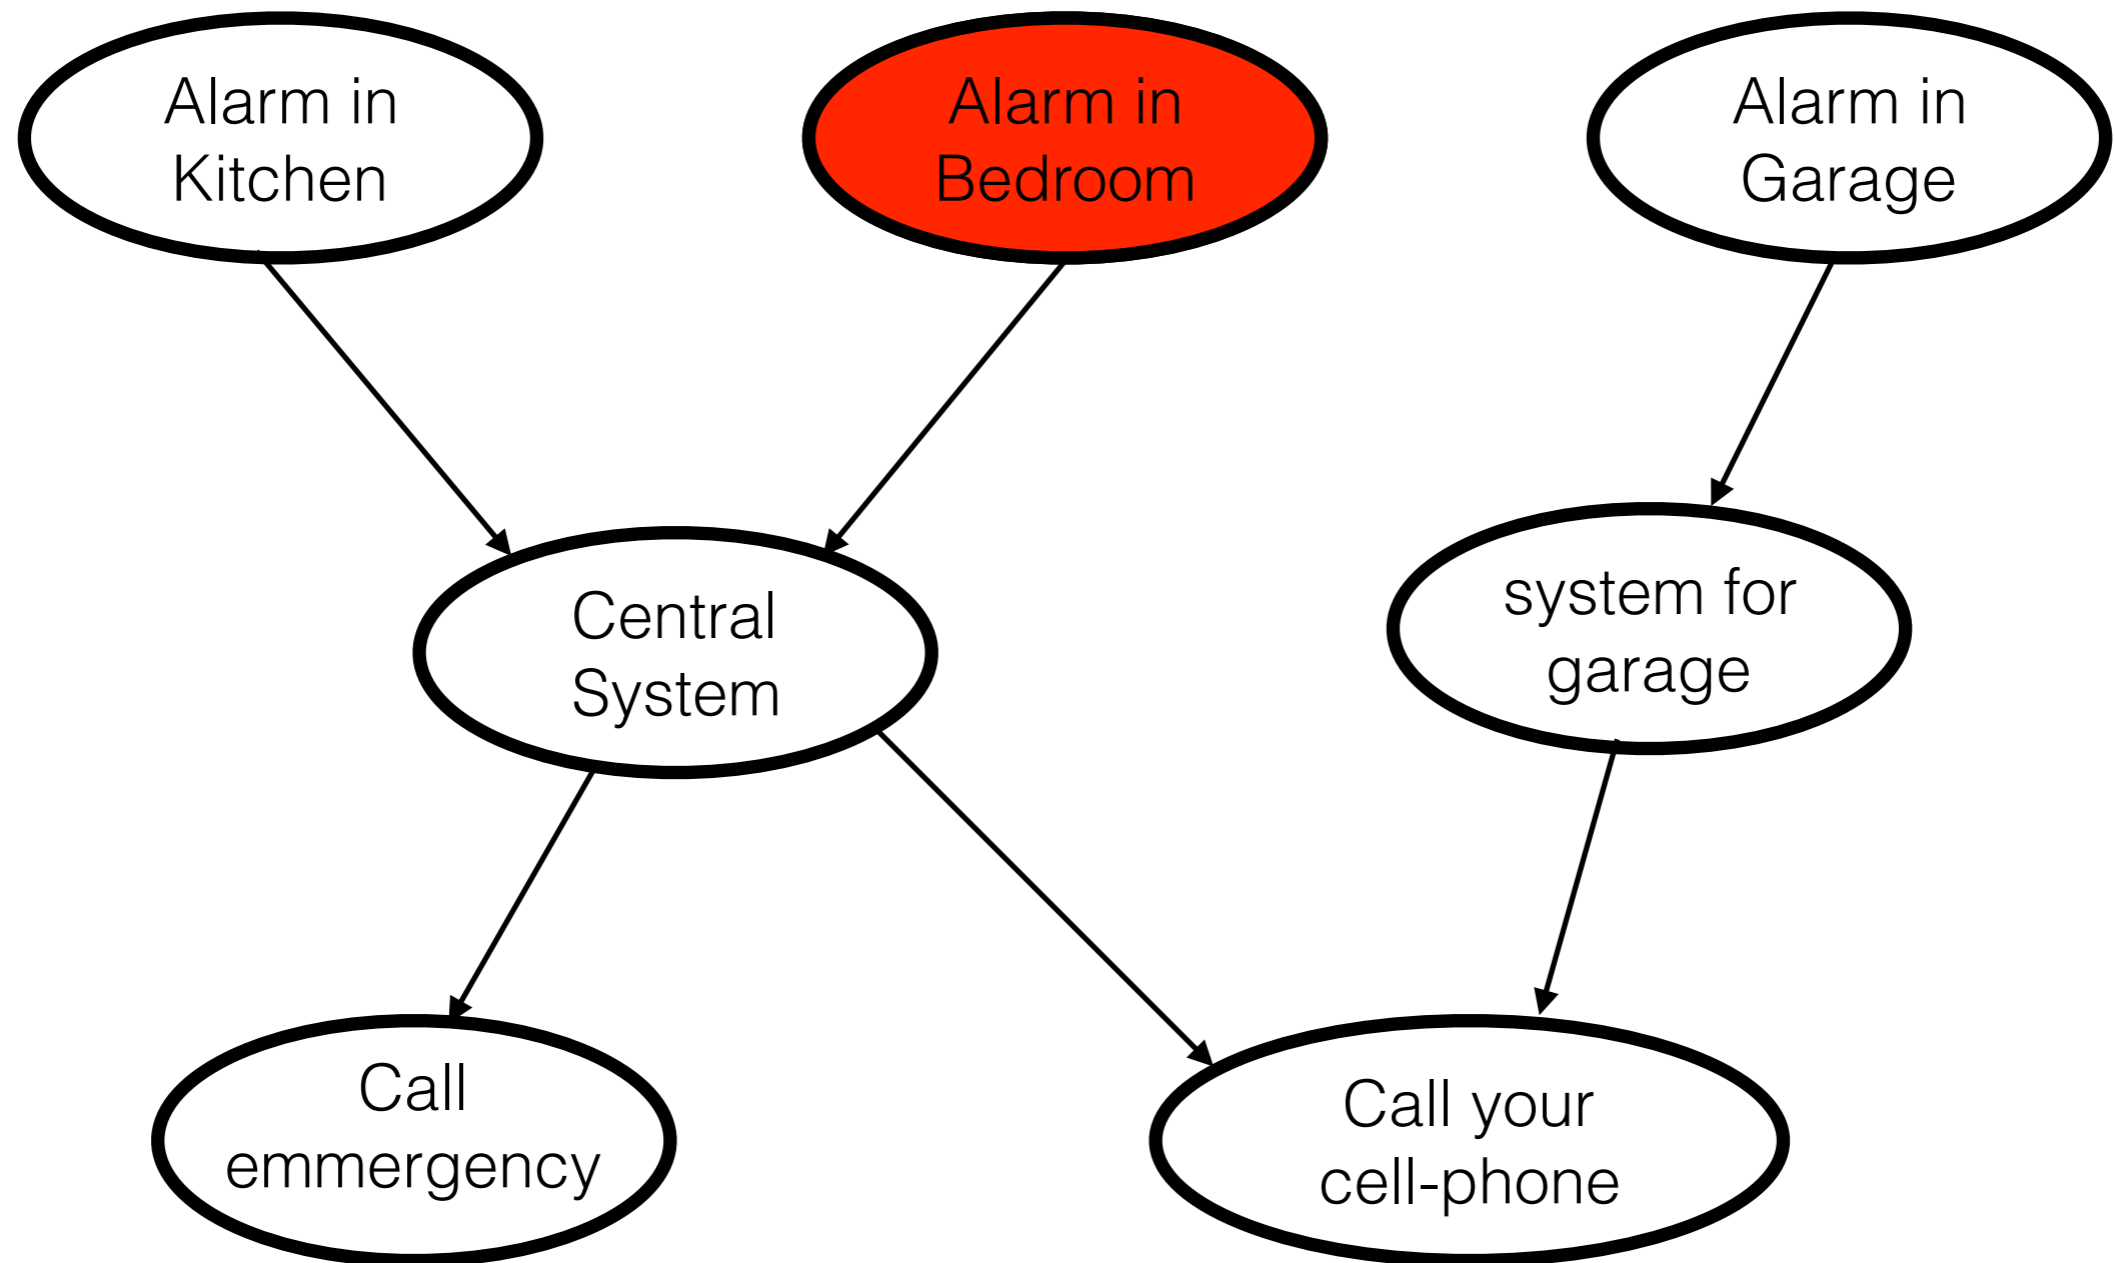 Alarm in
Kitchen
Alarm in
Bedroom
Alarm in
Garage
Central
System
system for
garage
Call
emmergency
Call your
cell-phone